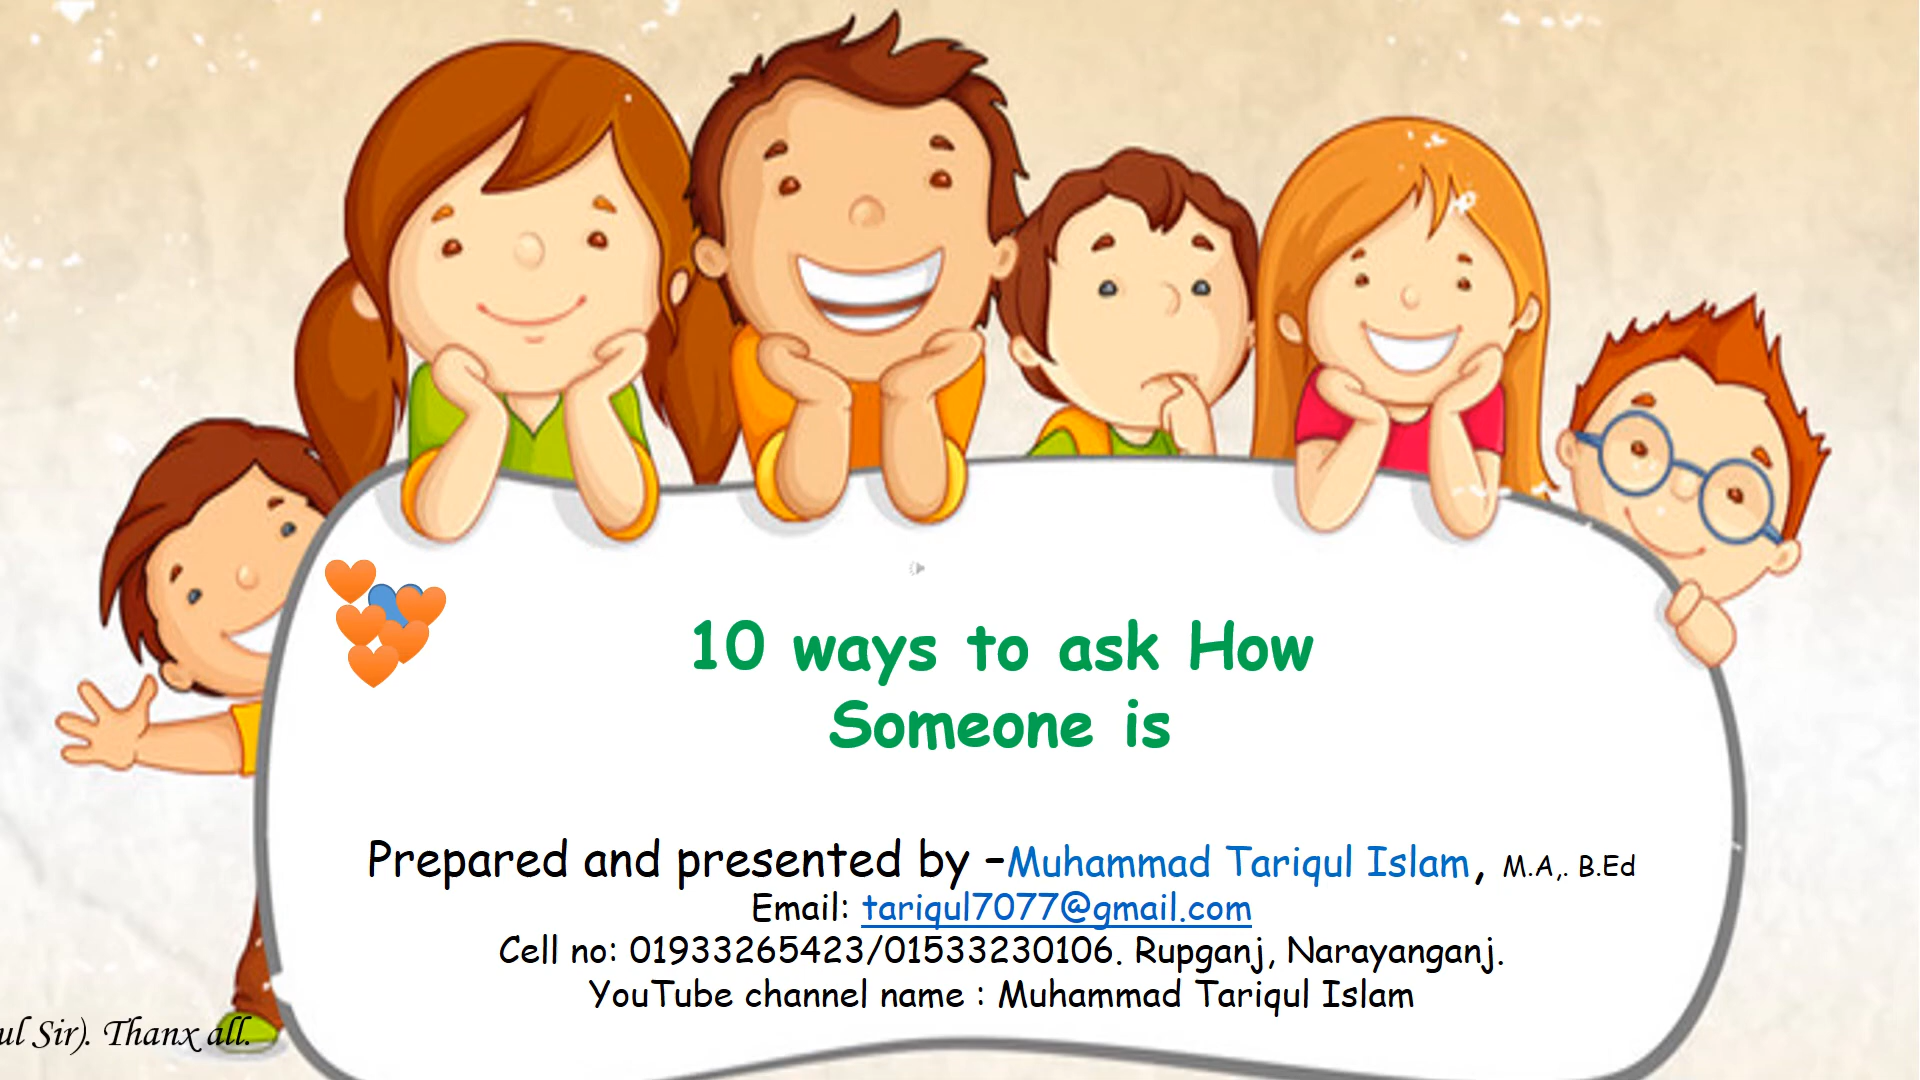 10 ways to ask How
Someone is
Prepared and presented by –Muhammad Tariqul Islam, M.A,. B.Ed
Email: tariqul7077@gmail.com
Cell no: 01933265423/01533230106. Rupganj, Narayanganj.
YouTube channel name : Muhammad Tariqul Islam
Sir). Thanx all.